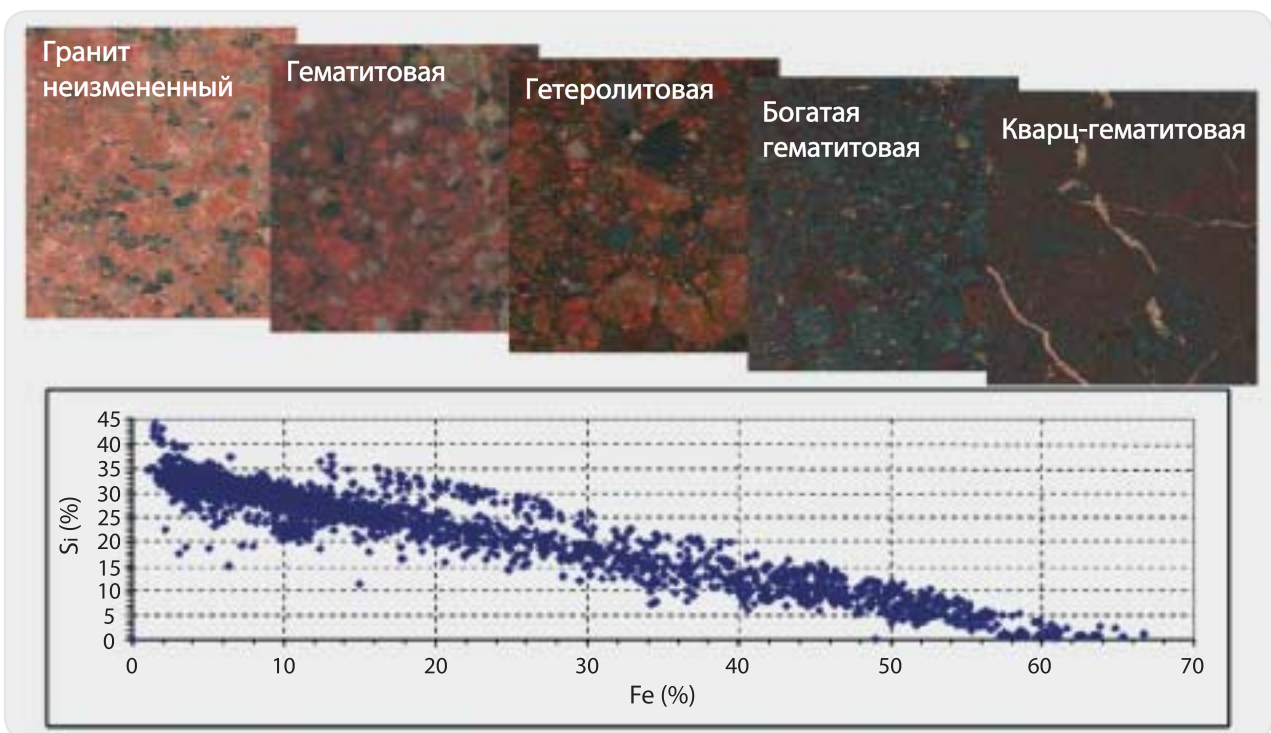 Гранит
неизмененный
Гематитовая
Гетеролитовая
Богатая
гематитовая
Кварц-гематитовая
45
40
35
30
25
20
15
10
5
0
Si (%)
0 10 20 30 40 50 60 70
Fe (%)